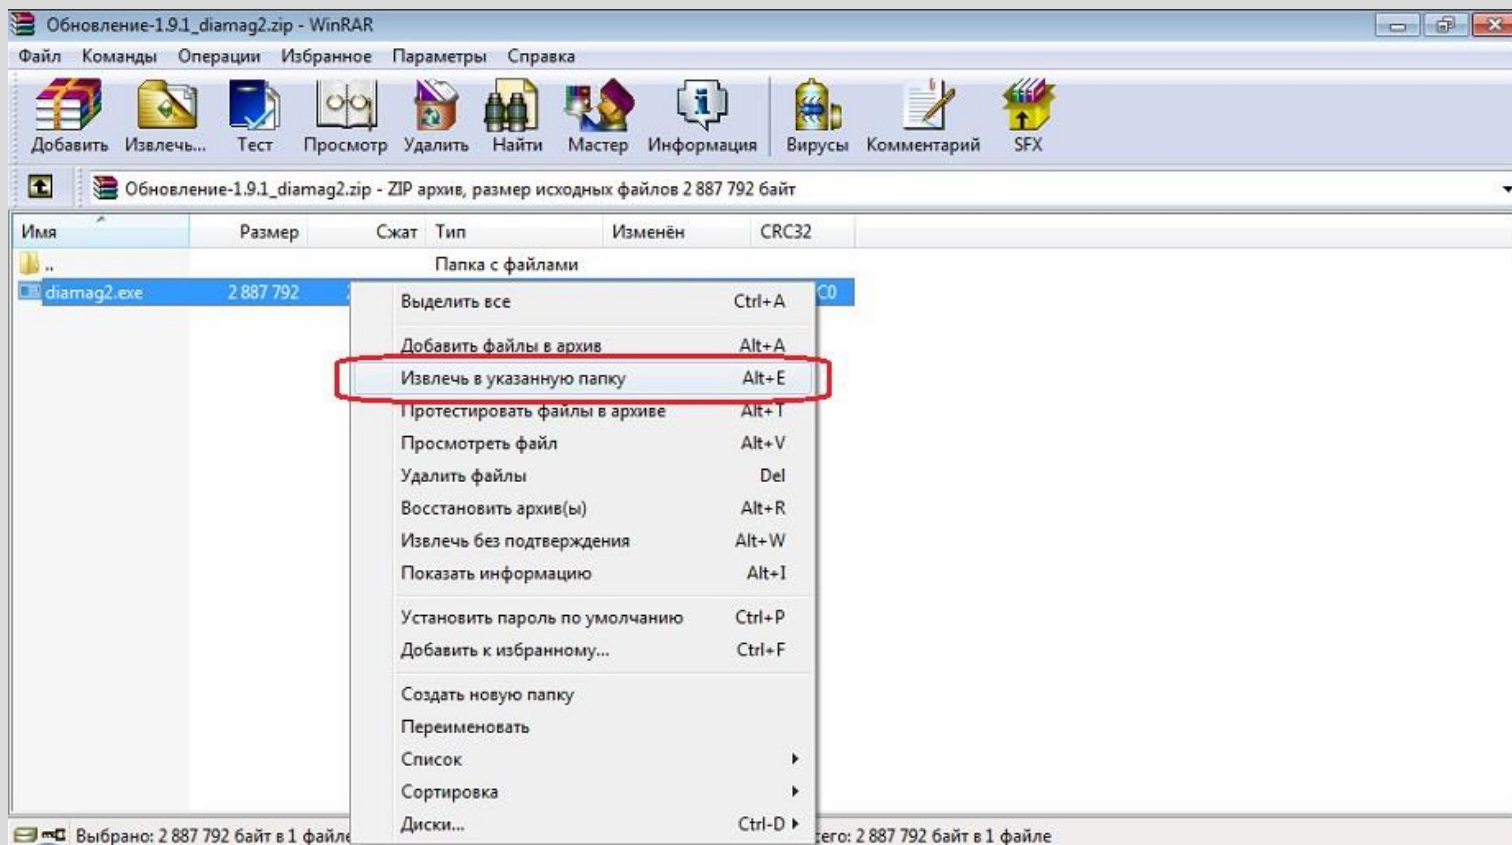 Обновление-1.9.1_diamag2.zip - WinRAR
Файл Команды Операции Избранное Параметры Справка
Добавить Извлечь... Тест Просмотр Удалить Найти Мастер Информация Вирусы Комментарий SFX
Обновление-1.9.1_diamag2.zip - ZIP архив, размер исходных файлов 2 887 792 байт
Имя Размер Сжат Тип Изменён CRC32
.. Папка с файлами
diamag2.exe 2 887 792 C0
Выделить все Ctrl+A
Добавить файлы в архив Alt+A
Извлечь в указанную папку Alt+E
Протестировать файлы в архиве Alt+T
Просмотреть файл Alt+V
Удалить файлы Del
Восстановить архив(ы) Alt+R
Извлечь без подтверждения Alt+W
Показать информацию Alt+I
Установить пароль по умолчанию Ctrl+P
Добавить к избранному... Ctrl+F
Создать новую папку
Переименовать
Список
Сортировка
Диски... Ctrl-D
Выбрано: 2 887 792 байт в 1 файле его: 2 887 792 байт в 1 файле